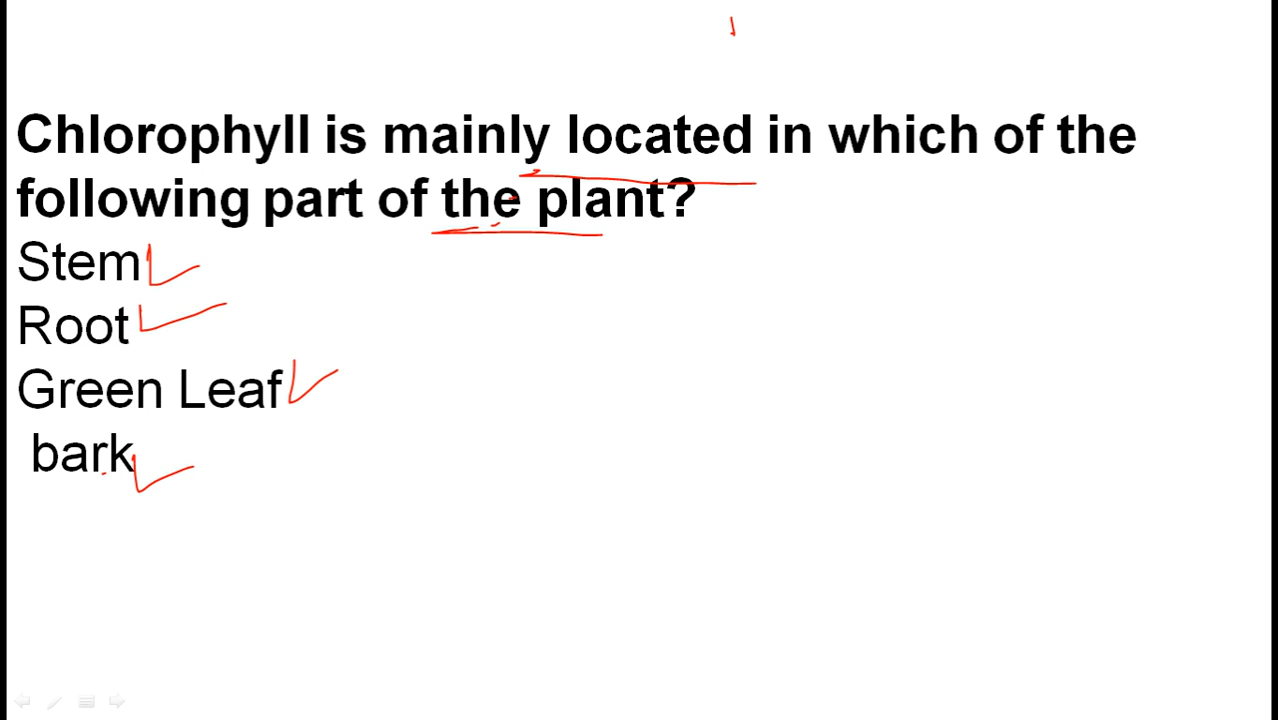 Chlorophyll is mainly located in which of the
following part of the plant?
Stem
Root
Green Leaf
bark